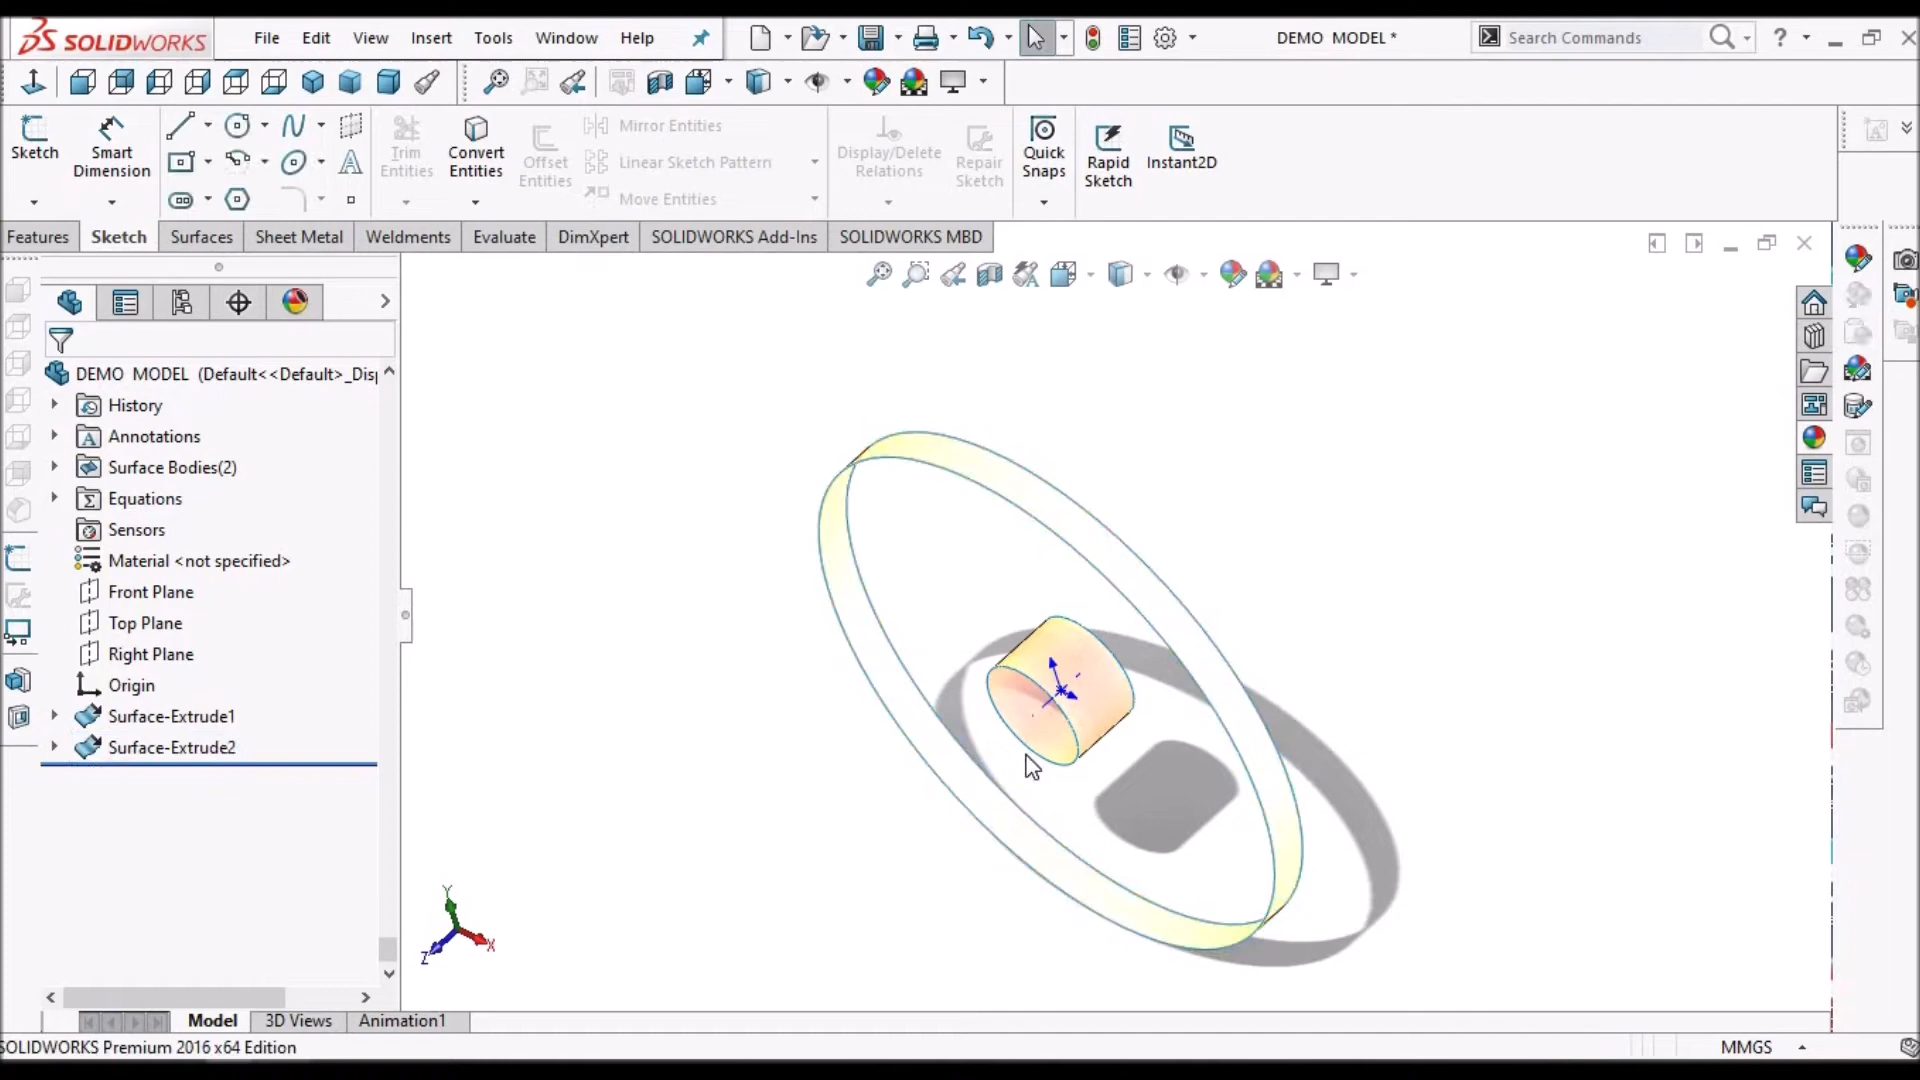 SOLIDWORKS File Edit View Insert Tools Window Help DEMO MODEL * Search Commands ?
Sketch Smart Dimension Trim Entities Convert Entities Offset Entities Mirror Entities Linear Sketch Pattern Move Entities Display/Delete Relations Repair Sketch Quick Snaps Rapid Sketch Instant2D
Features Sketch Surfaces Sheet Metal Weldments Evaluate DimXpert SOLIDWORKS Add-Ins SOLIDWORKS MBD
DEMO MODEL (Default<<Default>_Disp
History
Annotations
Surface Bodies(2)
Equations
Sensors
Material <not specified>
Front Plane
Top Plane
Right Plane
Origin
Surface-Extrude1
Surface-Extrude2
Y
X
Z
Model 3D Views Animation1
SOLIDWORKS Premium 2016 x64 Edition MMGS